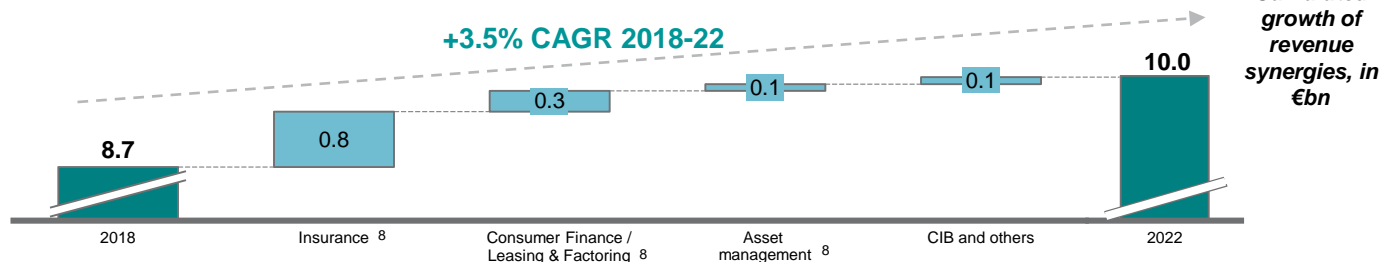 growth of
revenue
synergies, in
€bn
+3.5% CAGR 2018-22
10.0
0.1
0.1
0.3
0.8
8.7
2018
Insurance 8
Consumer Finance /
Leasing & Factoring 8
Asset
management 8
CIB and others
2022